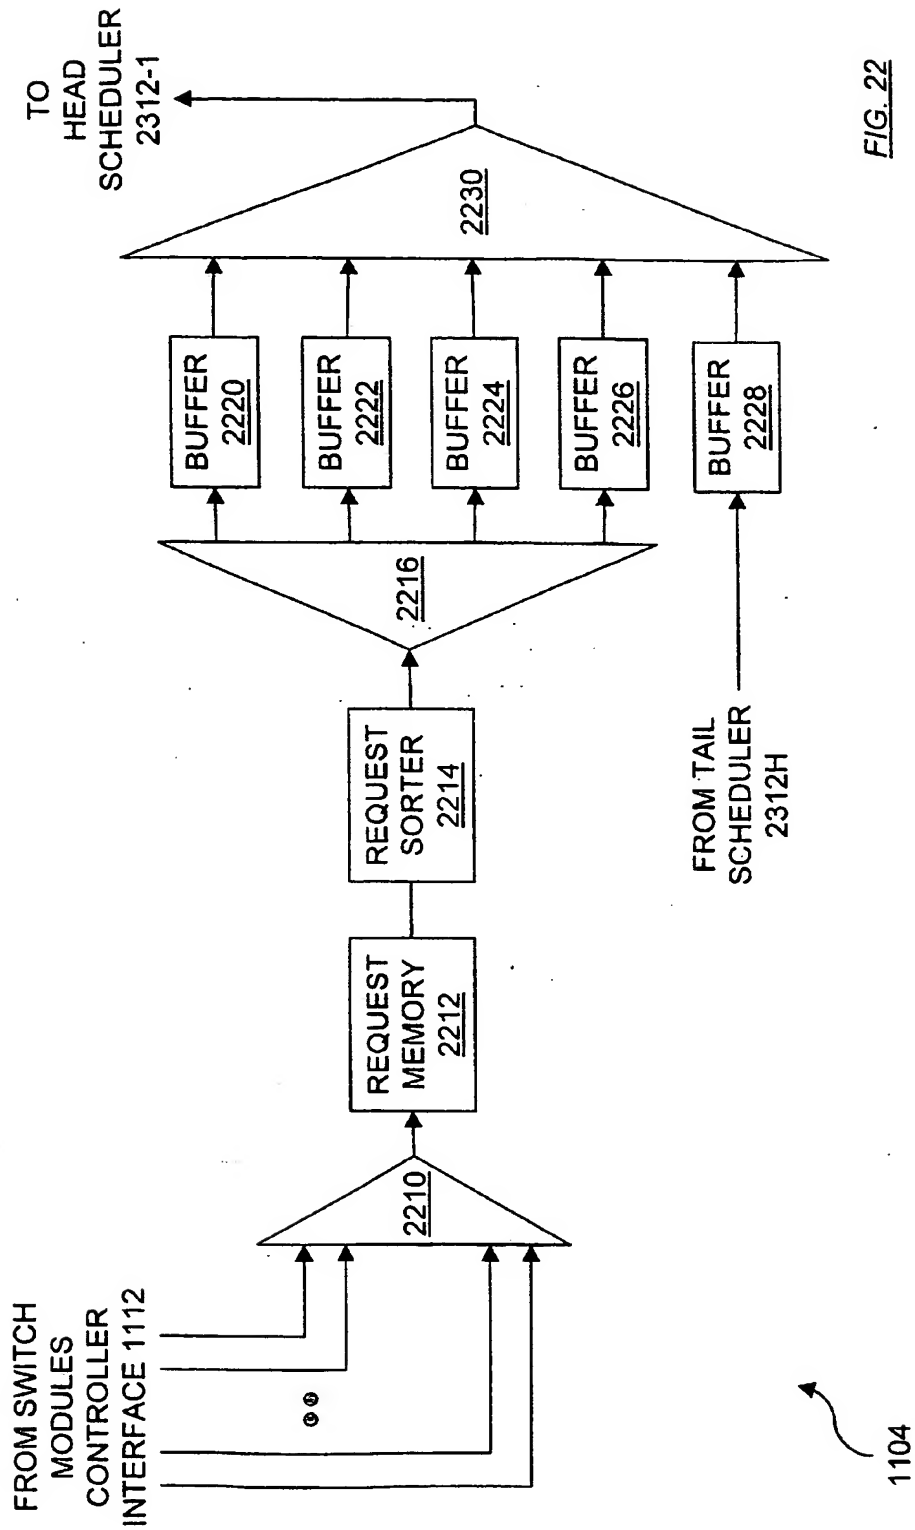 FROM SWITCH
MODULES
CONTROLLER
INTERFACE 1112
2210
REQUEST
MEMORY
2212
REQUEST
SORTER
2214
2216
BUFFER
2220
BUFFER
2222
BUFFER
2224
BUFFER
2226
BUFFER
2228
FROM TAIL
SCHEDULER
2312H
2230
TO
HEAD
SCHEDULER
2312-1
1104
FIG. 22